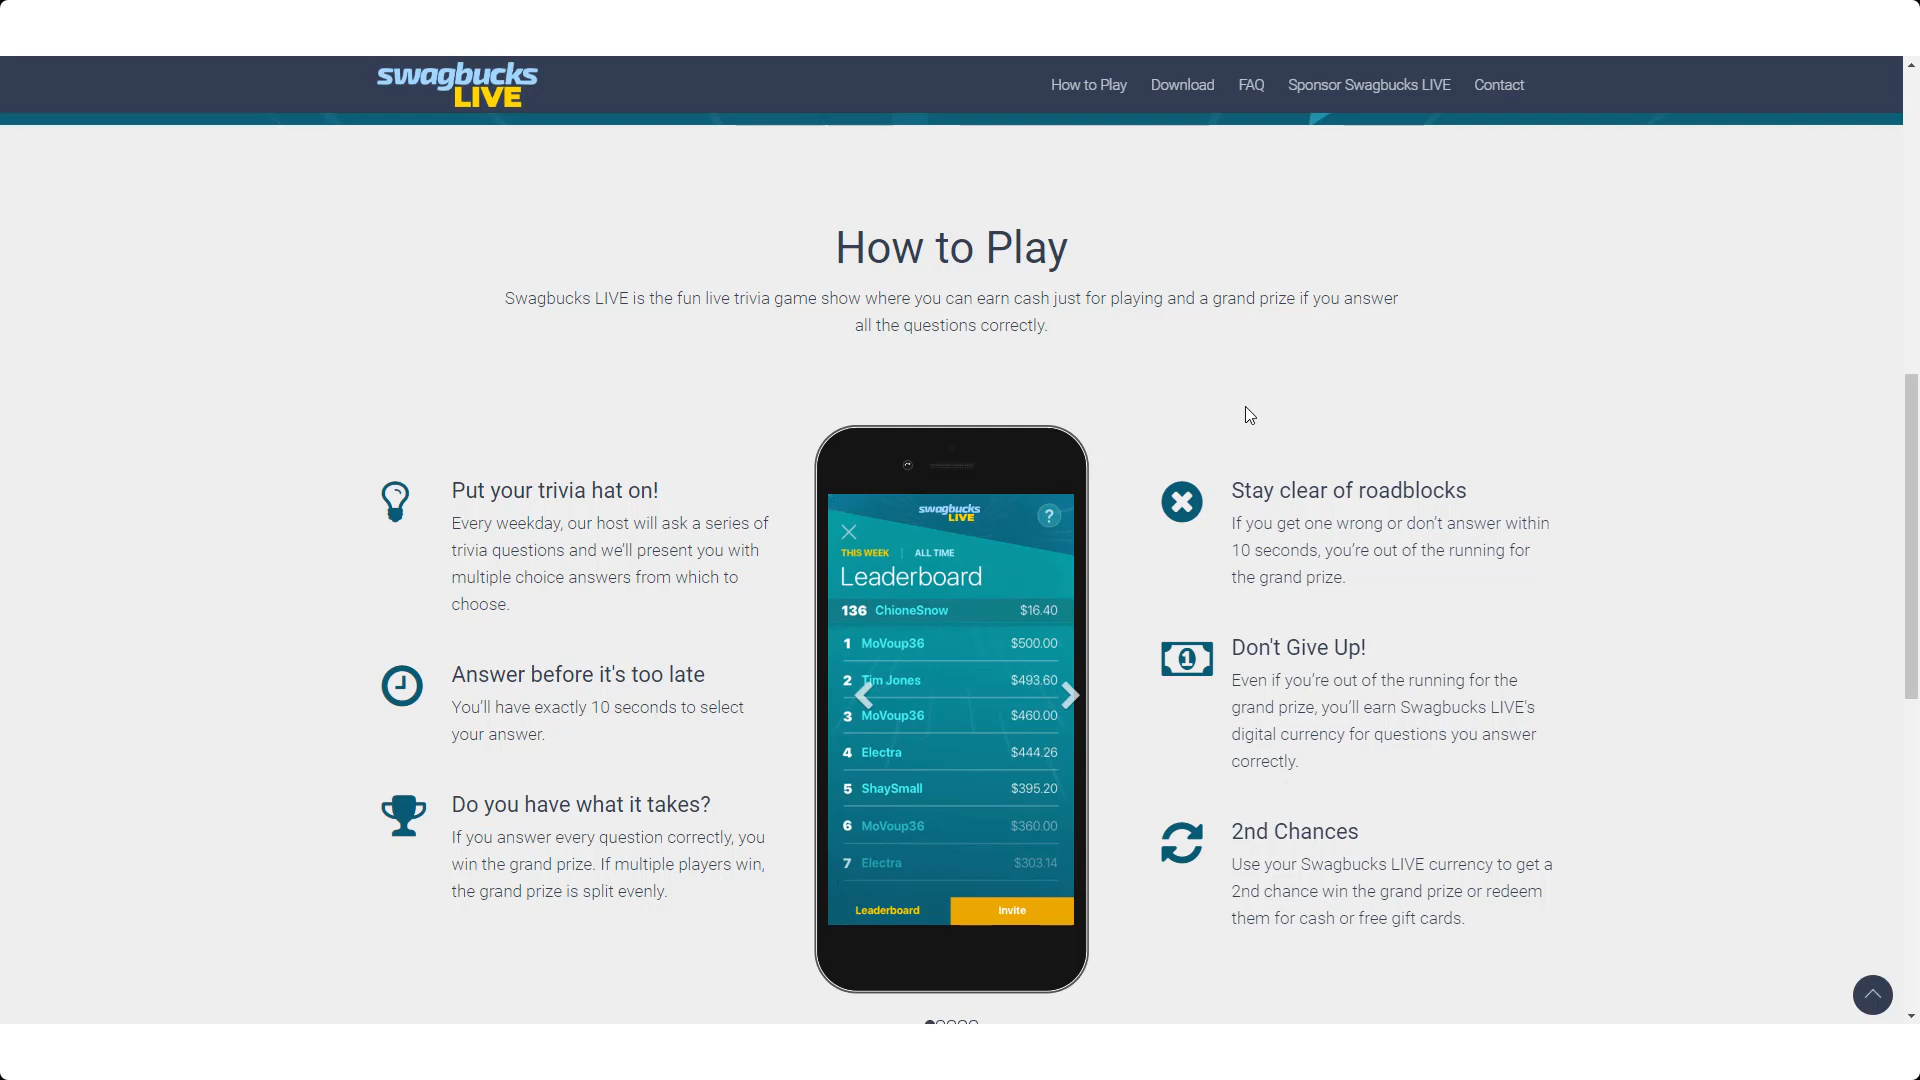 swagbucks
LIVE
How to Play
Download
FAQ
Sponsor Swagbucks LIVE
Contact
How to Play
Swagbucks LIVE is the fun live trivia game show where you can earn cash just for playing and a grand prize if you answer
all the questions correctly.
Put your trivia hat on!
Every weekday, our host will ask a series of
trivia questions and we'll present you with
multiple choice answers from which to
choose.
Answer before it's too late
You'll have exactly 10 seconds to select
your answer.
Do you have what it takes?
If you answer every question correctly, you
win the grand prize. If multiple players win,
the grand prize is split evenly.
swagbucks
LIVE
?
THIS WEEK | ALL TIME
Leaderboard
136 ChioneSnow $16.40
1 MoVoup36 $500.00
2 Tim Jones $493.60
3 MoVoup36 $460.00
4 Electra $444.26
5 ShaySmall $395.20
6 MoVoup36 $360.00
7 Electra $303.14
Leaderboard
Invite
Stay clear of roadblocks
If you get one wrong or don't answer within
10 seconds, you're out of the running for
the grand prize.
1
Don't Give Up!
Even if you're out of the running for the
grand prize, you'll earn Swagbucks LIVE's
digital currency for questions you answer
correctly.
2nd Chances
Use your Swagbucks LIVE currency to get a
2nd chance win the grand prize or redeem
them for cash or free gift cards.